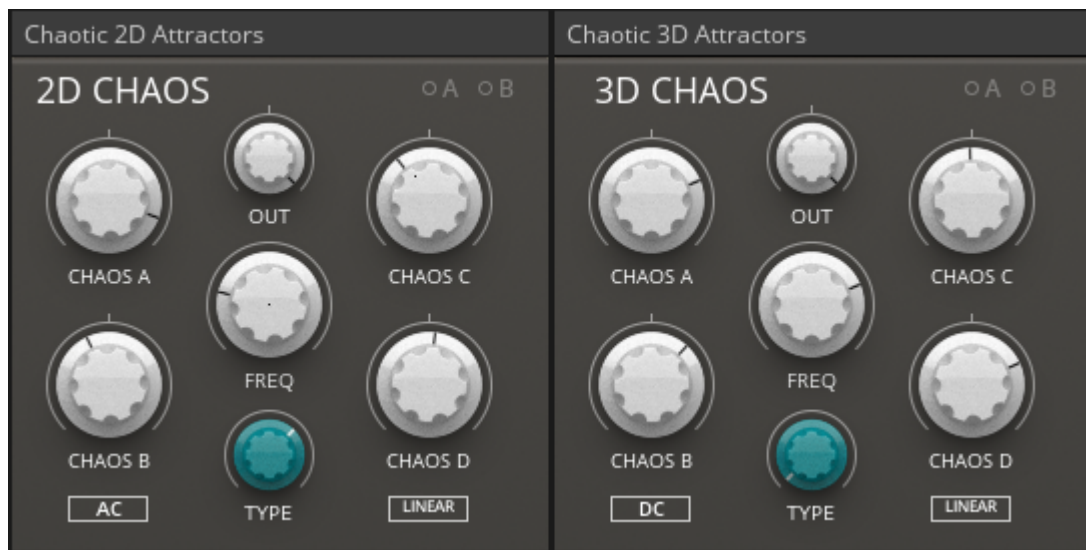 Chaotic 2D Attractors
2D CHAOS
A B
OUT
CHAOS A
CHAOS C
FREQ
CHAOS B
CHAOS D
AC
TYPE
LINEAR
Chaotic 3D Attractors
3D CHAOS
A B
OUT
CHAOS A
CHAOS C
FREQ
CHAOS B
CHAOS D
DC
TYPE
LINEAR